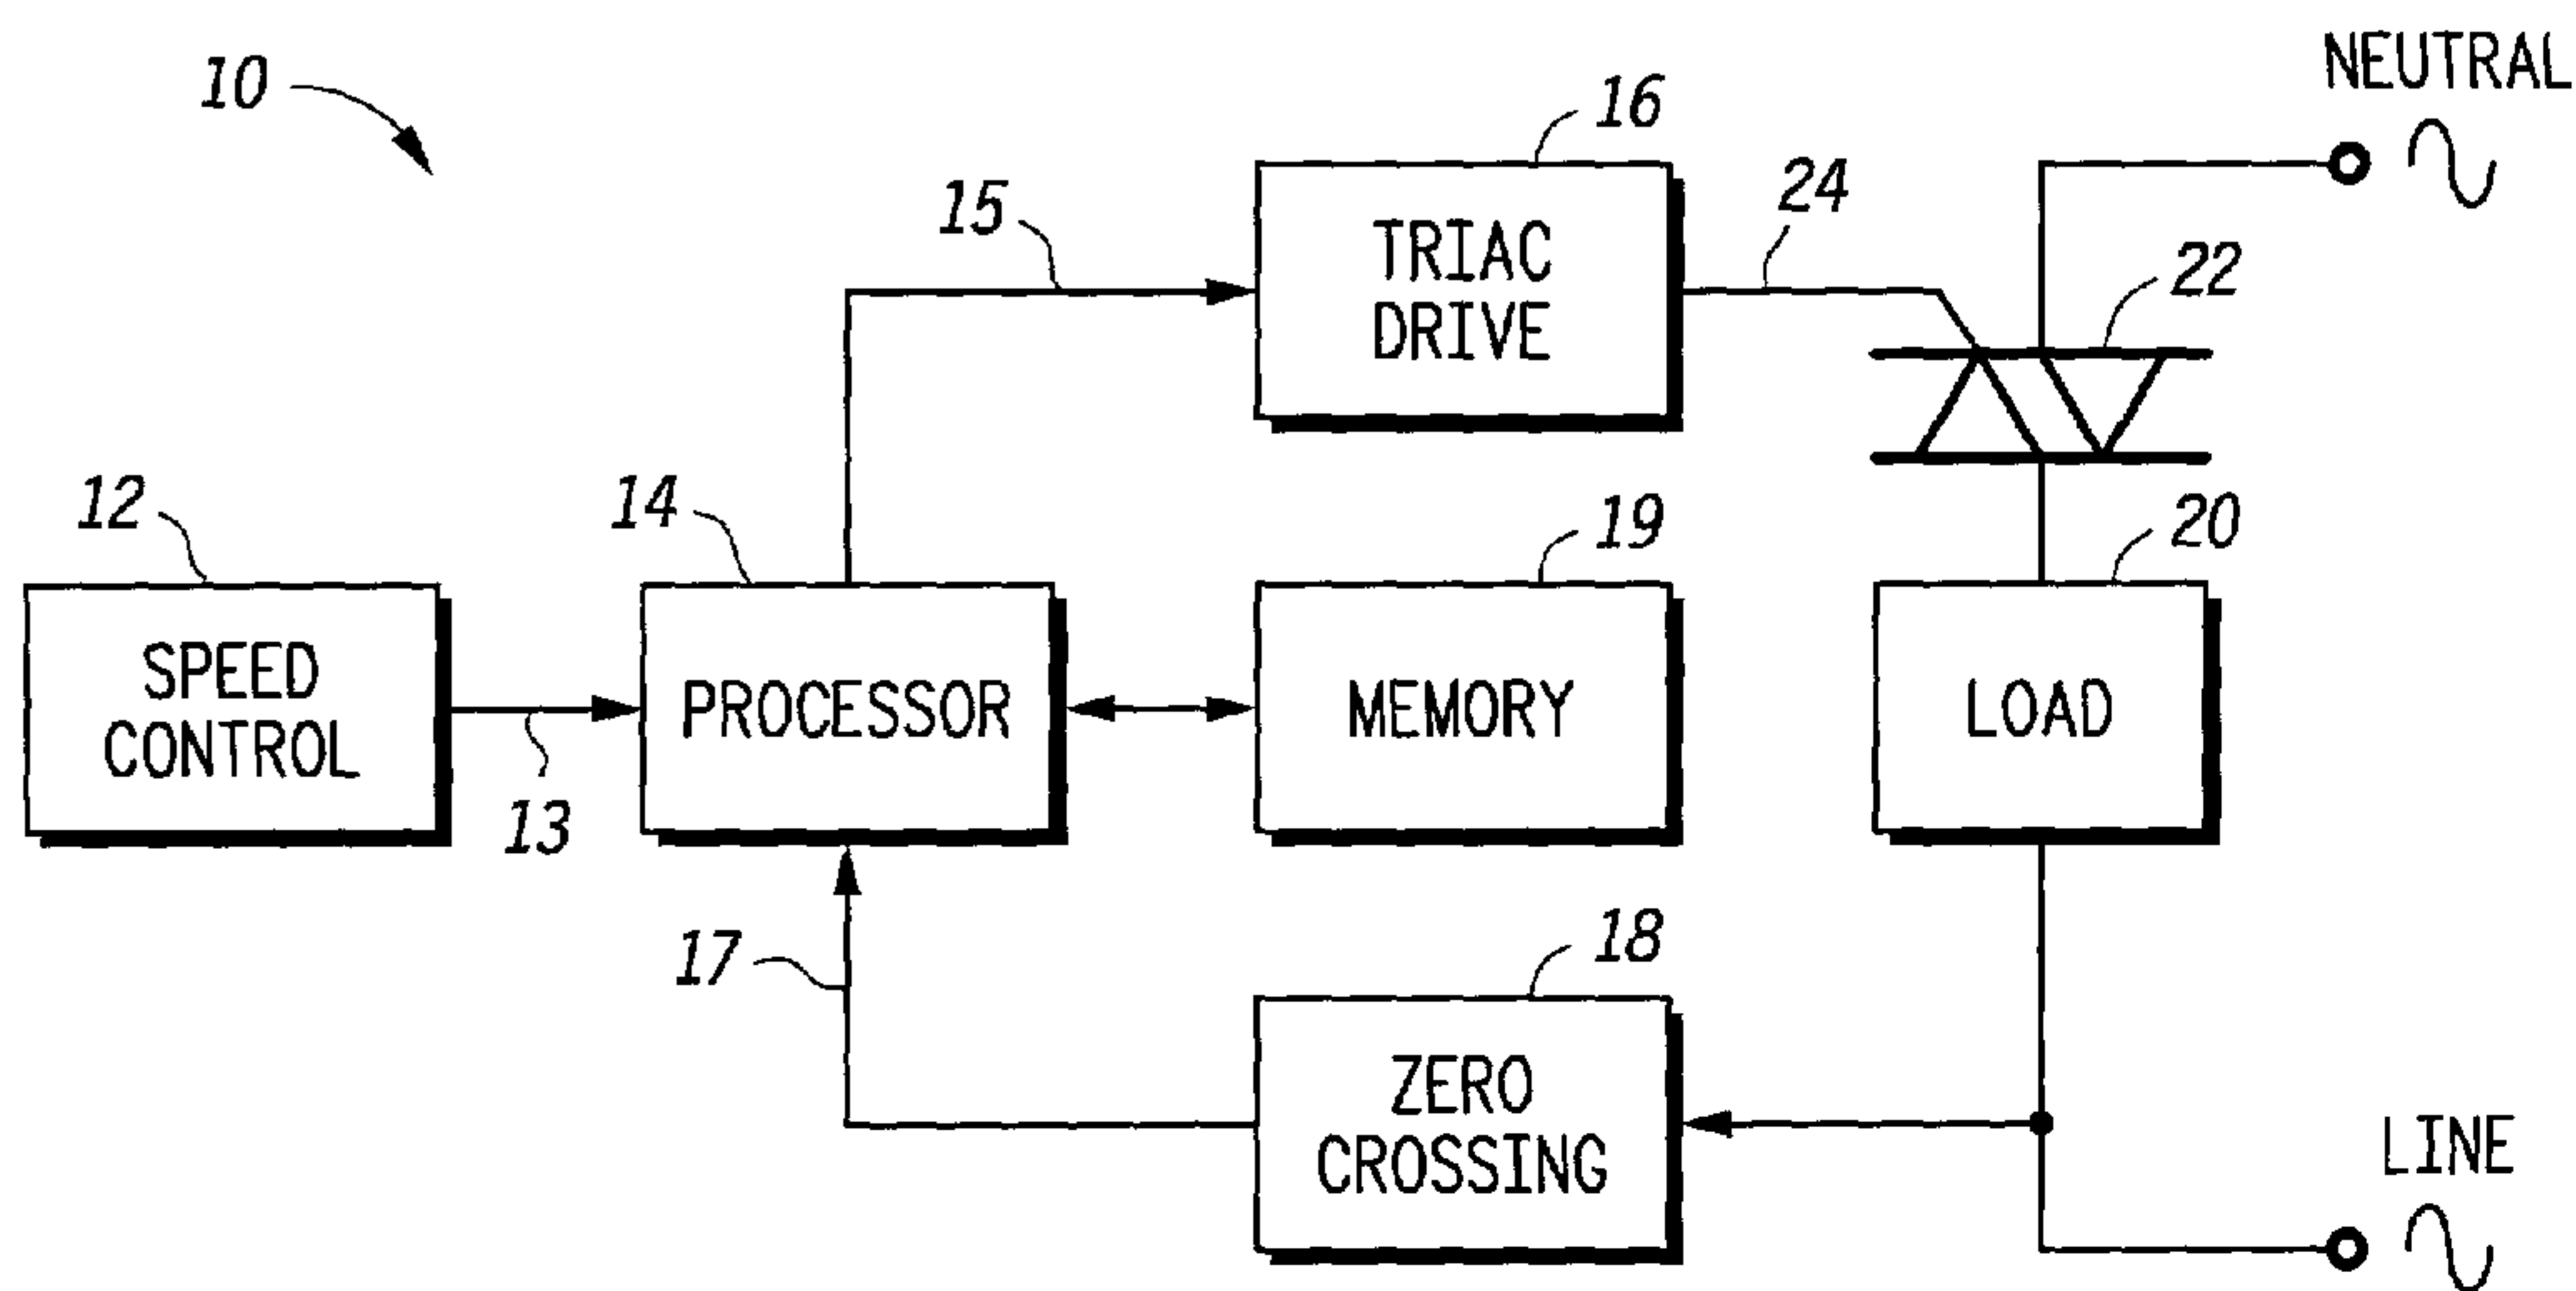 NEUTRAL
10
16
24
15
TRIAC
DRIVE
22
12
14
19
20
SPEED
CONTROL
PROCESSOR
MEMORY
LOAD
13
17
18
ZERO
CROSSING
LINE